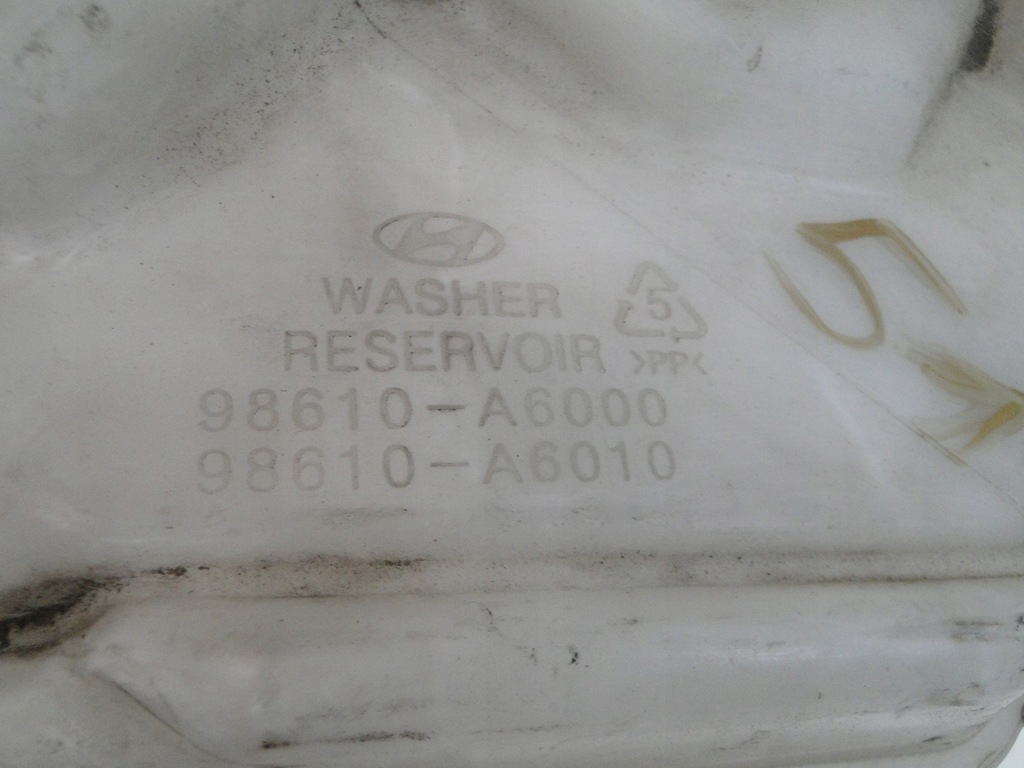 WASHER
RESERVOIR
5
>PP<
98610-A6000
98610-A6010